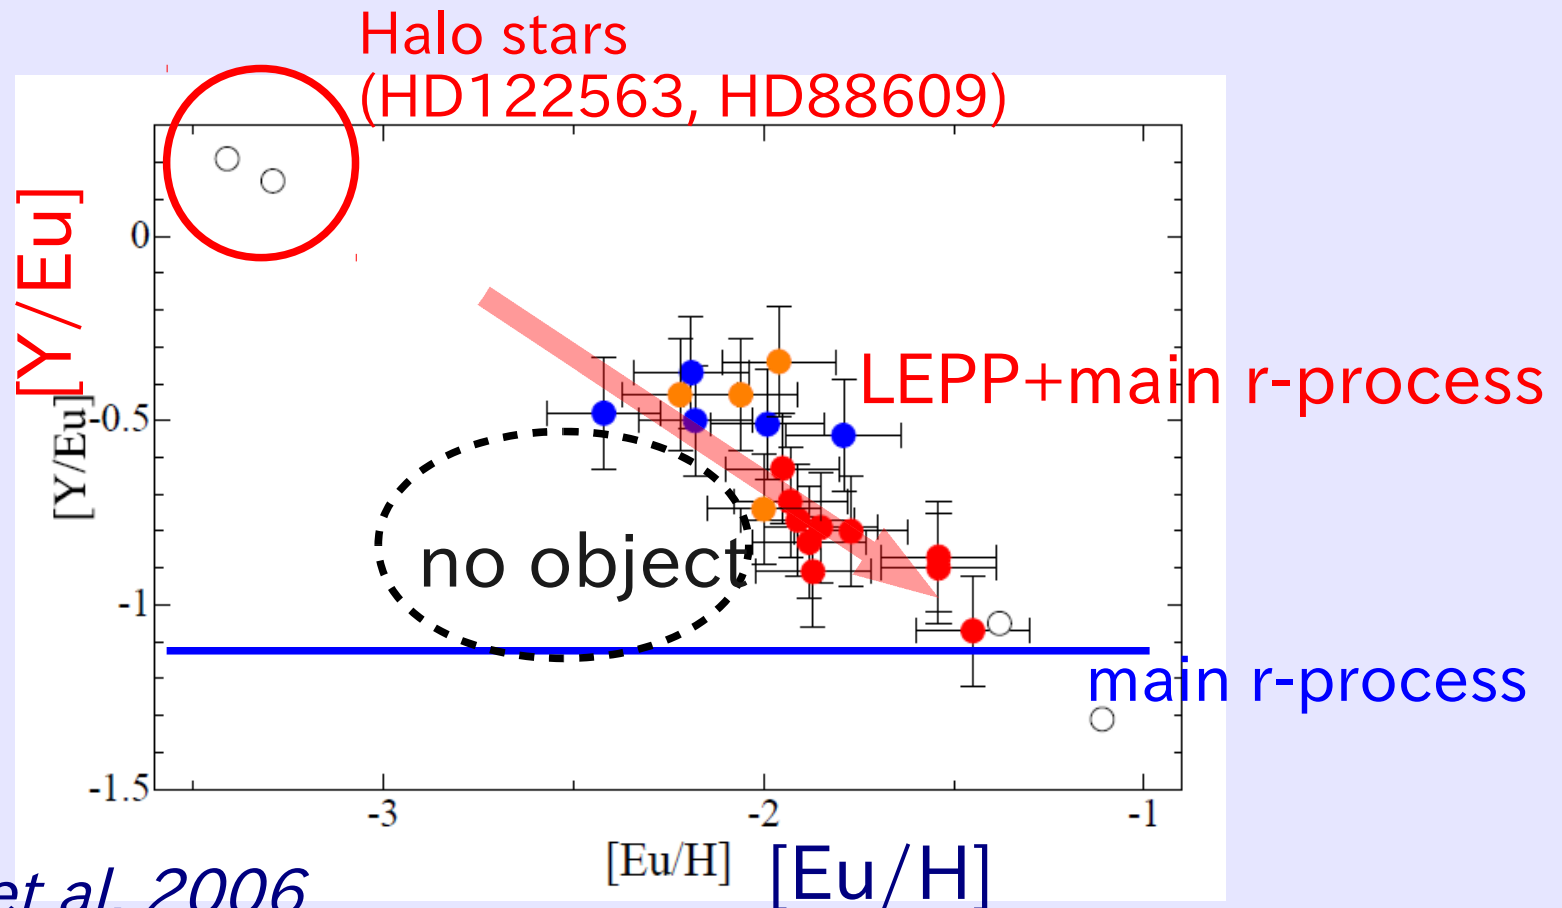 Halo stars
(HD122563, HD88609)
[Y/Eu]
[Y/Eu]
0
-0.5
-1
-1.5
LEPP+main r-process
no object
main r-process
-3
-2
-1
[Eu/H]
[Eu/H]
et al. 2006